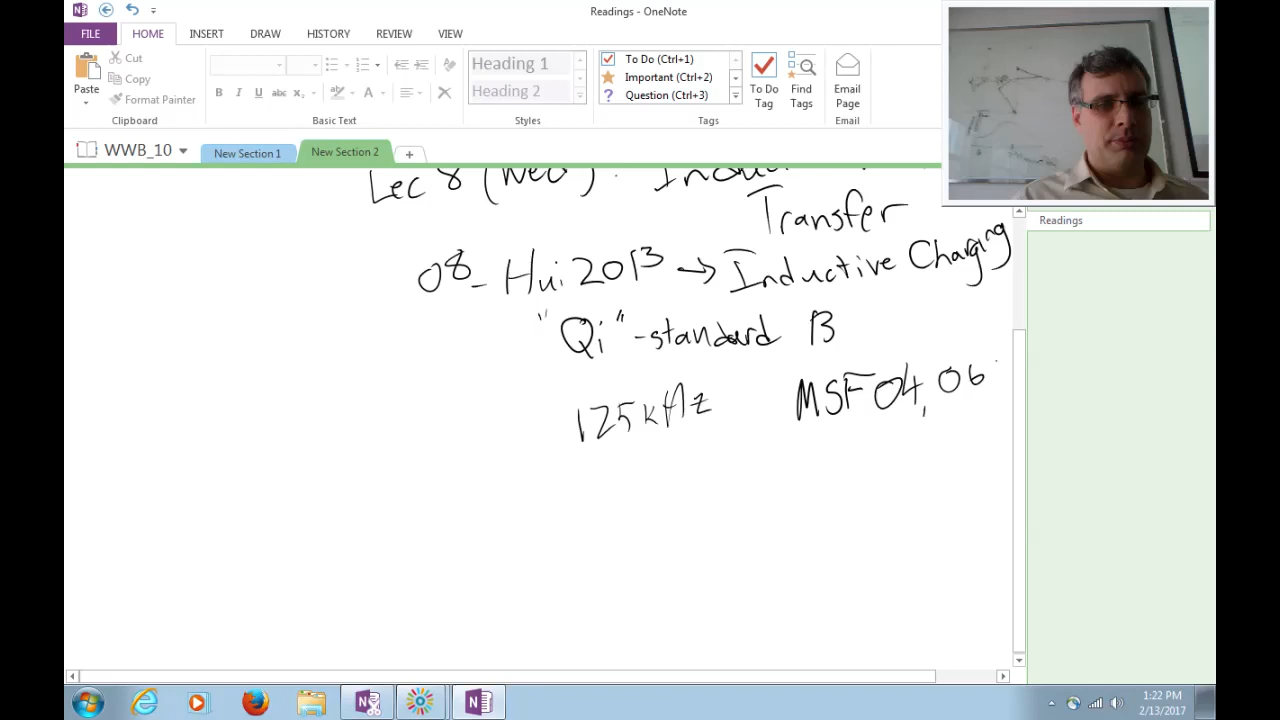 Readings - OneNote
FILE HOME INSERT DRAW HISTORY REVIEW VIEW
Paste Cut
Copy
Format Painter
Clipboard
B I U abc x A
Basic Text
Heading 1
Heading 2
Styles
To Do (Ctrl+1)
Important (Ctrl+2)
? Question (Ctrl+3)
To Do Tag
Find Tags
Tags
Email Page
Email
WWB_10 New Section 1 New Section 2 +
Readings
Lec 8 (Wed):
Transfer
08_Hui2013 → Inductive Charging
"Qi"-standard B
125kHz MSF04,06
1:22 PM
2/13/2017